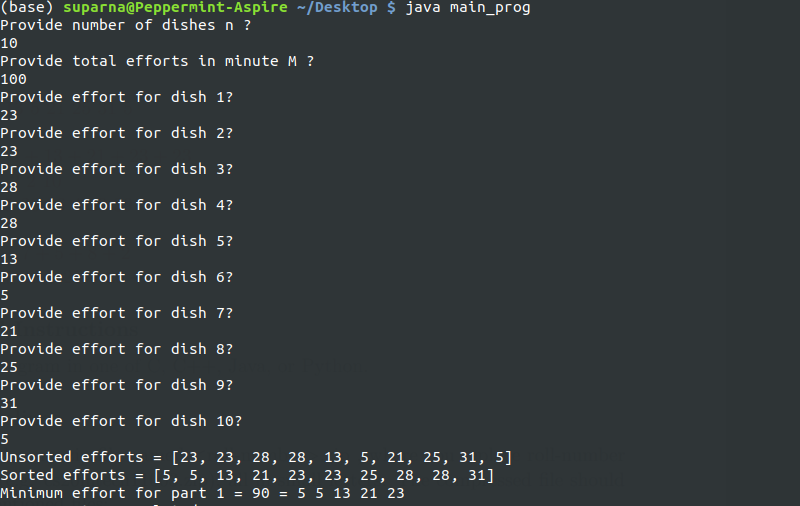 (base) suparna@Peppermint-Aspire ~/Desktop $ java main_prog
Provide number of dishes n ?
10
Provide total efforts in minute M ?
100
Provide effort for dish 1?
23
Provide effort for dish 2?
23
Provide effort for dish 3?
28
Provide effort for dish 4?
28
Provide effort for dish 5?
13
Provide effort for dish 6?
5
Provide effort for dish 7?
21
Provide effort for dish 8?
25
Provide effort for dish 9?
31
Provide effort for dish 10?
5
Unsorted efforts = [23, 23, 28, 28, 13, 5, 21, 25, 31, 5]
Sorted efforts = [5, 5, 13, 21, 23, 23, 25, 28, 28, 31]
Minimum effort for part 1 = 90 = 5 5 13 21 23